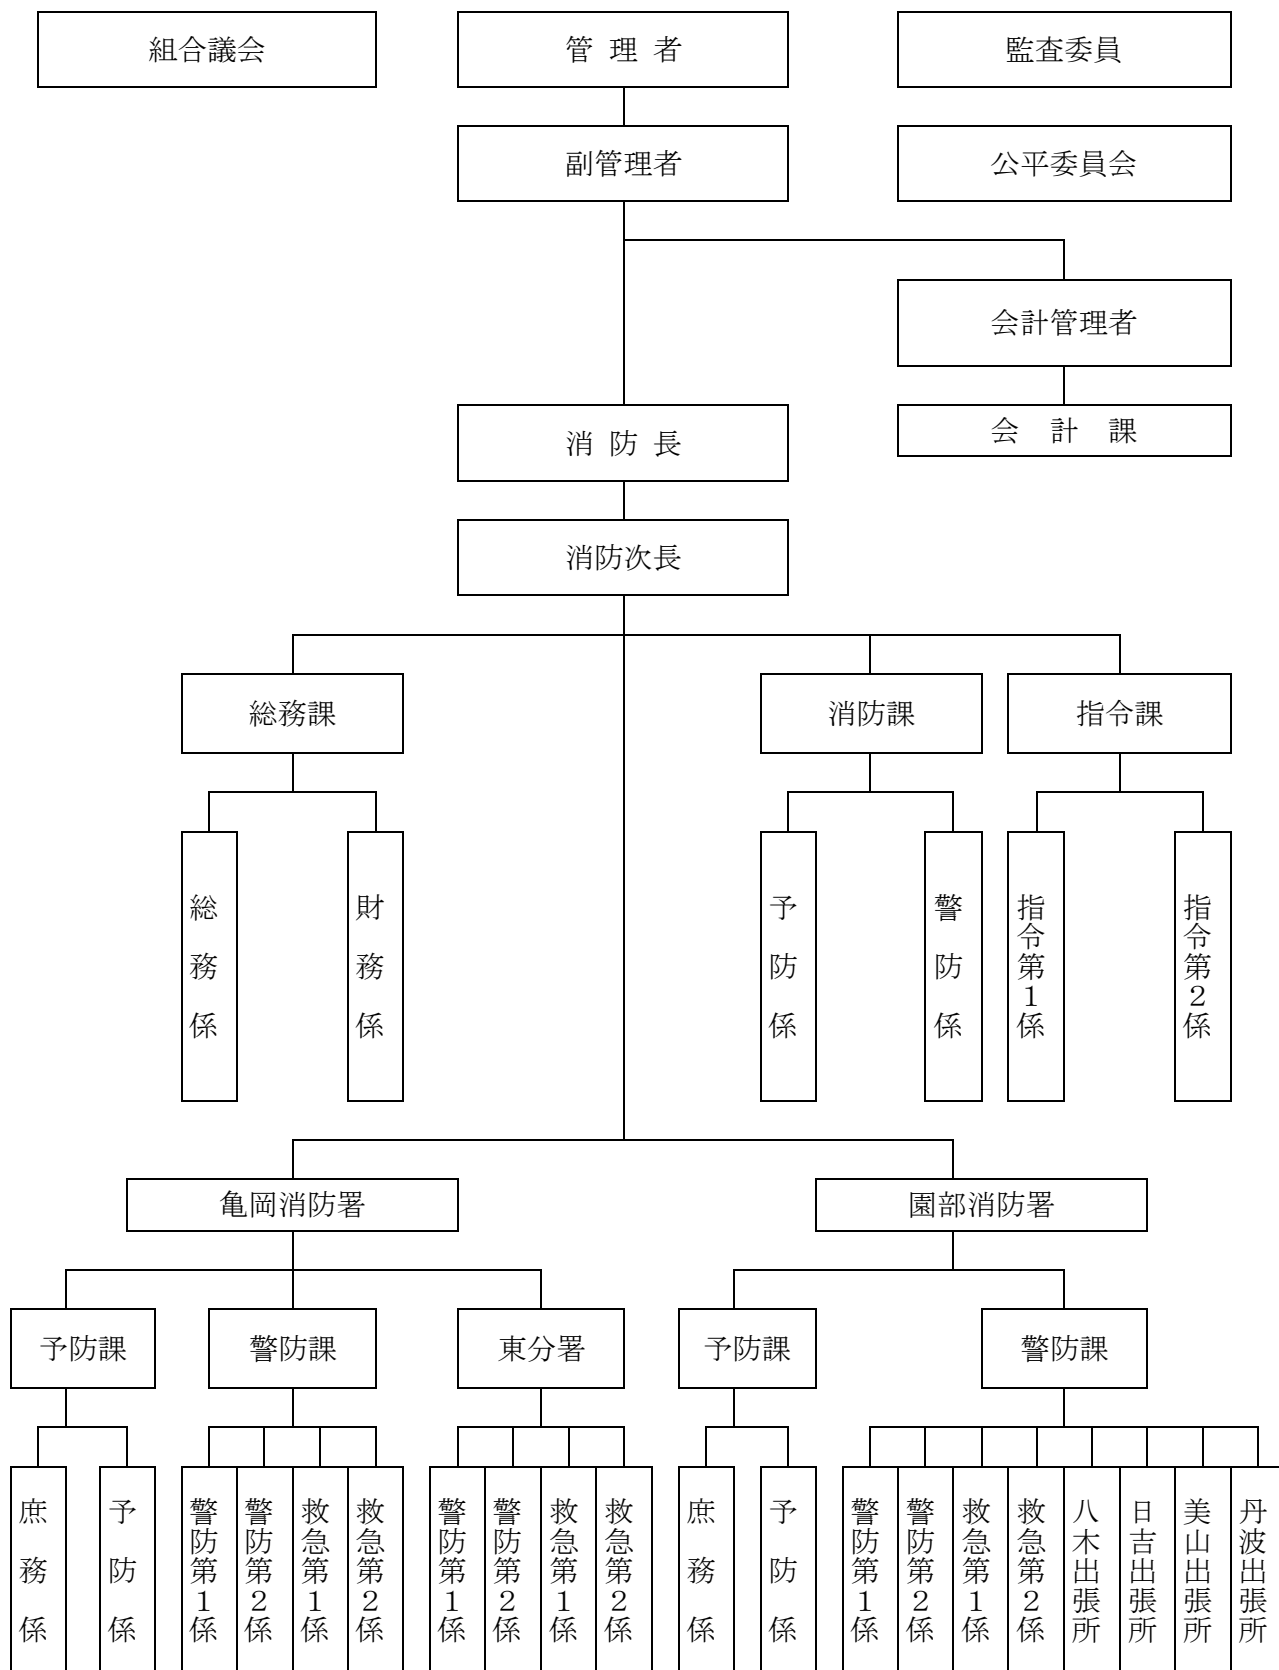 組合議会
管理者
監査委員
副管理者
公平委員会
会計管理者
消防長
会計課
消防次長
総務課
消防課
指令課
総務係
財務係
予防係
警防係
指令第１係
指令第２係
亀岡消防署
園部消防署
予防課
警防課
東分署
予防課
警防課
庶務係
予防係
警防第１係
警防第２係
救急第１係
救急第２係
警防第１係
警防第２係
救急第１係
救急第２係
庶務係
予防係
警防第１係
警防第２係
救急第１係
救急第２係
八木出張所
日吉出張所
美山出張所
丹波出張所